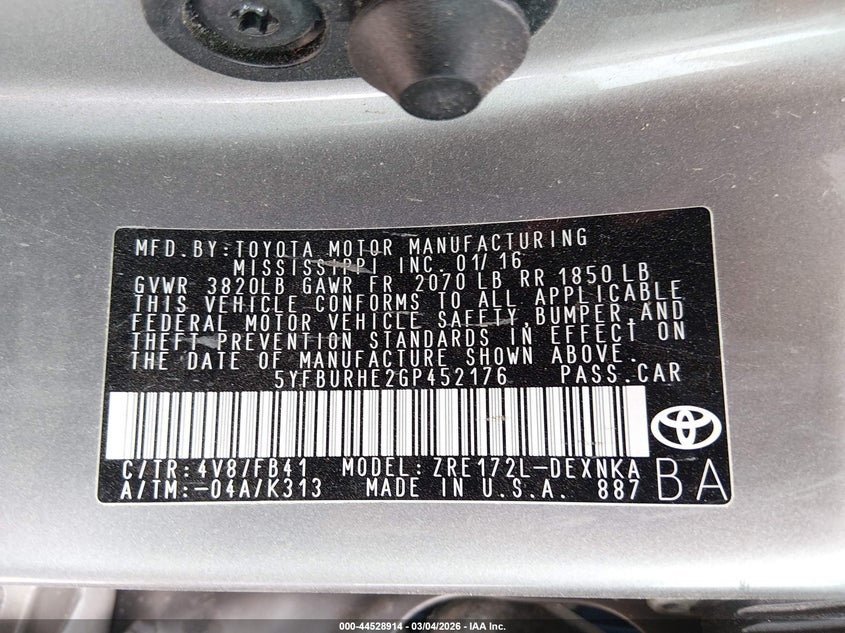 MFD. BY: TOYOTA MOTOR MANUFACTURING
MISSISSIPPI INC. 01/16
GVWR 3820LB GAWR FR 2070 LB RR 1850 LB
THIS VEHICLE CONFORMS TO ALL APPLICABLE
FEDERAL MOTOR VEHICLE SAFETY, BUMPER, AND
THEFT PREVENTION STANDARDS IN EFFECT ON
THE DATE OF MANUFACTURE SHOWN ABOVE.
5YFBURHE2GP452176 PASS. CAR
C/TR: 4V8/FB41 MODEL: ZRE172L-DEXNKA
A/TM: -04A/K313 MADE IN U.S.A. 887
BA
000-44528914 - 03/04/2026 - IAA Inc.